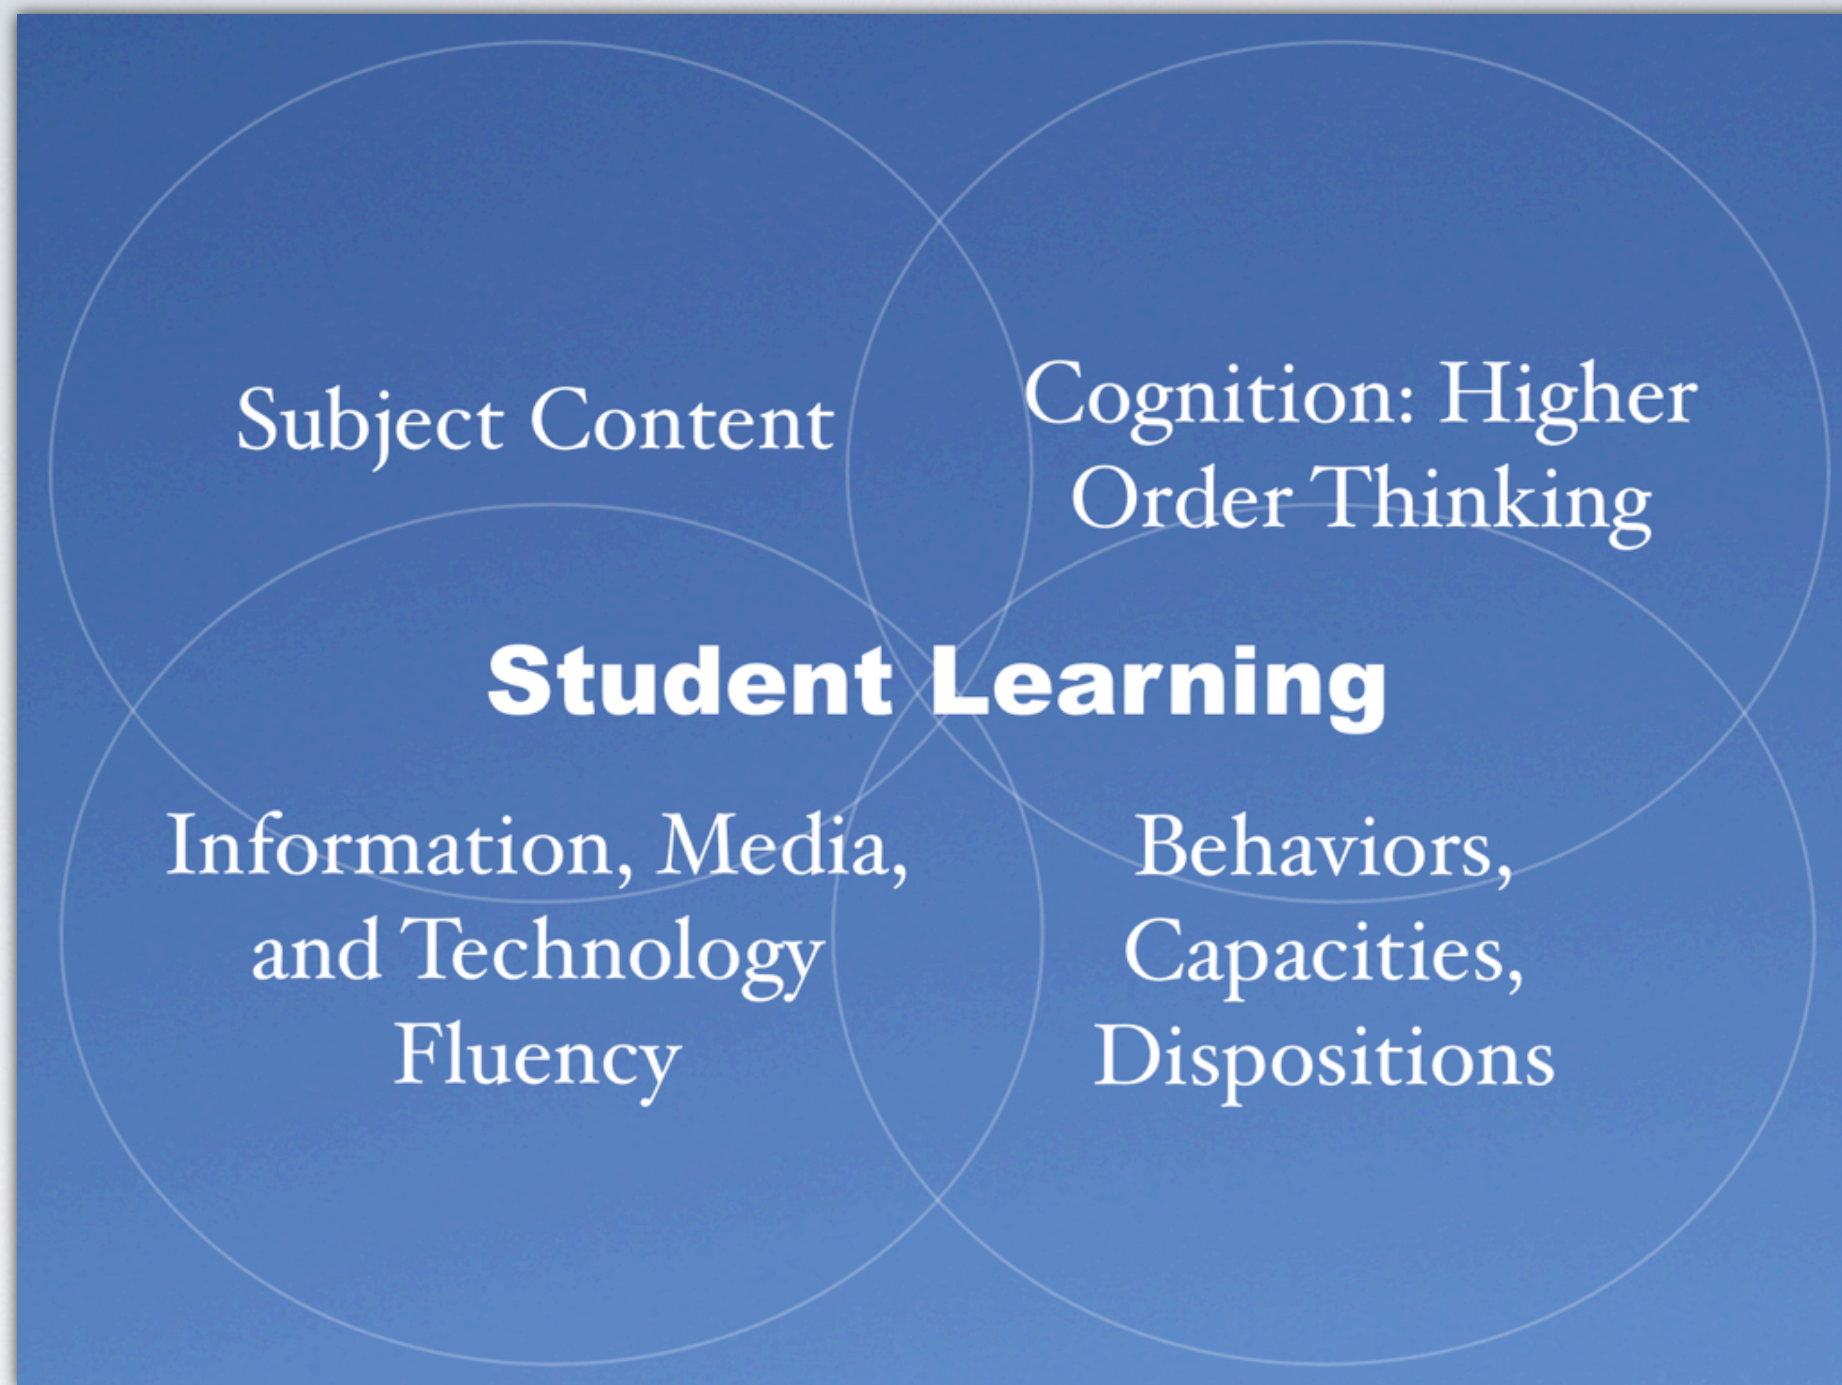 Subject Content
Cognition: Higher
Order Thinking
Student Learning
Information, Media,
and Technology
Fluency
Behaviors,
Capacities,
Dispositions